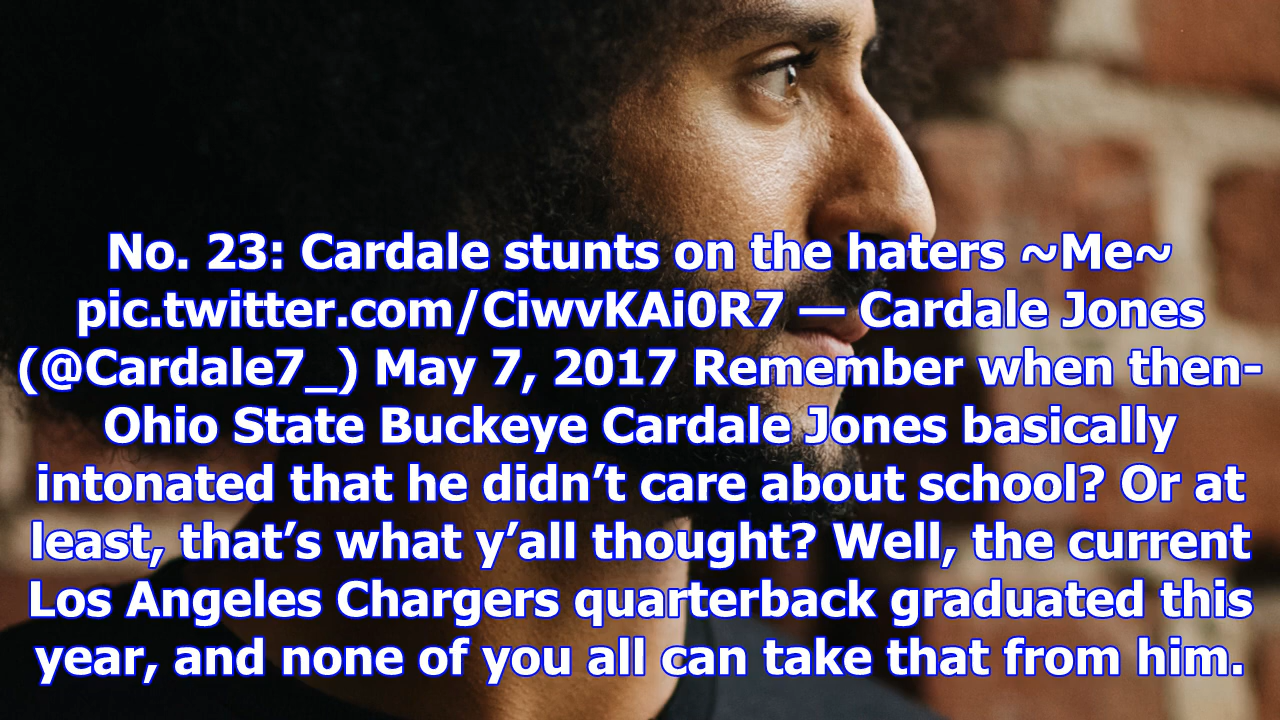 No. 23: Cardale stunts on the haters ~Me~
pic.twitter.com/CiwvKAi0R7 — Cardale Jones
(@Cardale7_) May 7, 2017 Remember when then-
Ohio State Buckeye Cardale Jones basically
intonated that he didn’t care about school? Or at
least, that’s what y’all thought? Well, the current
Los Angeles Chargers quarterback graduated this
year, and none of you all can take that from him.